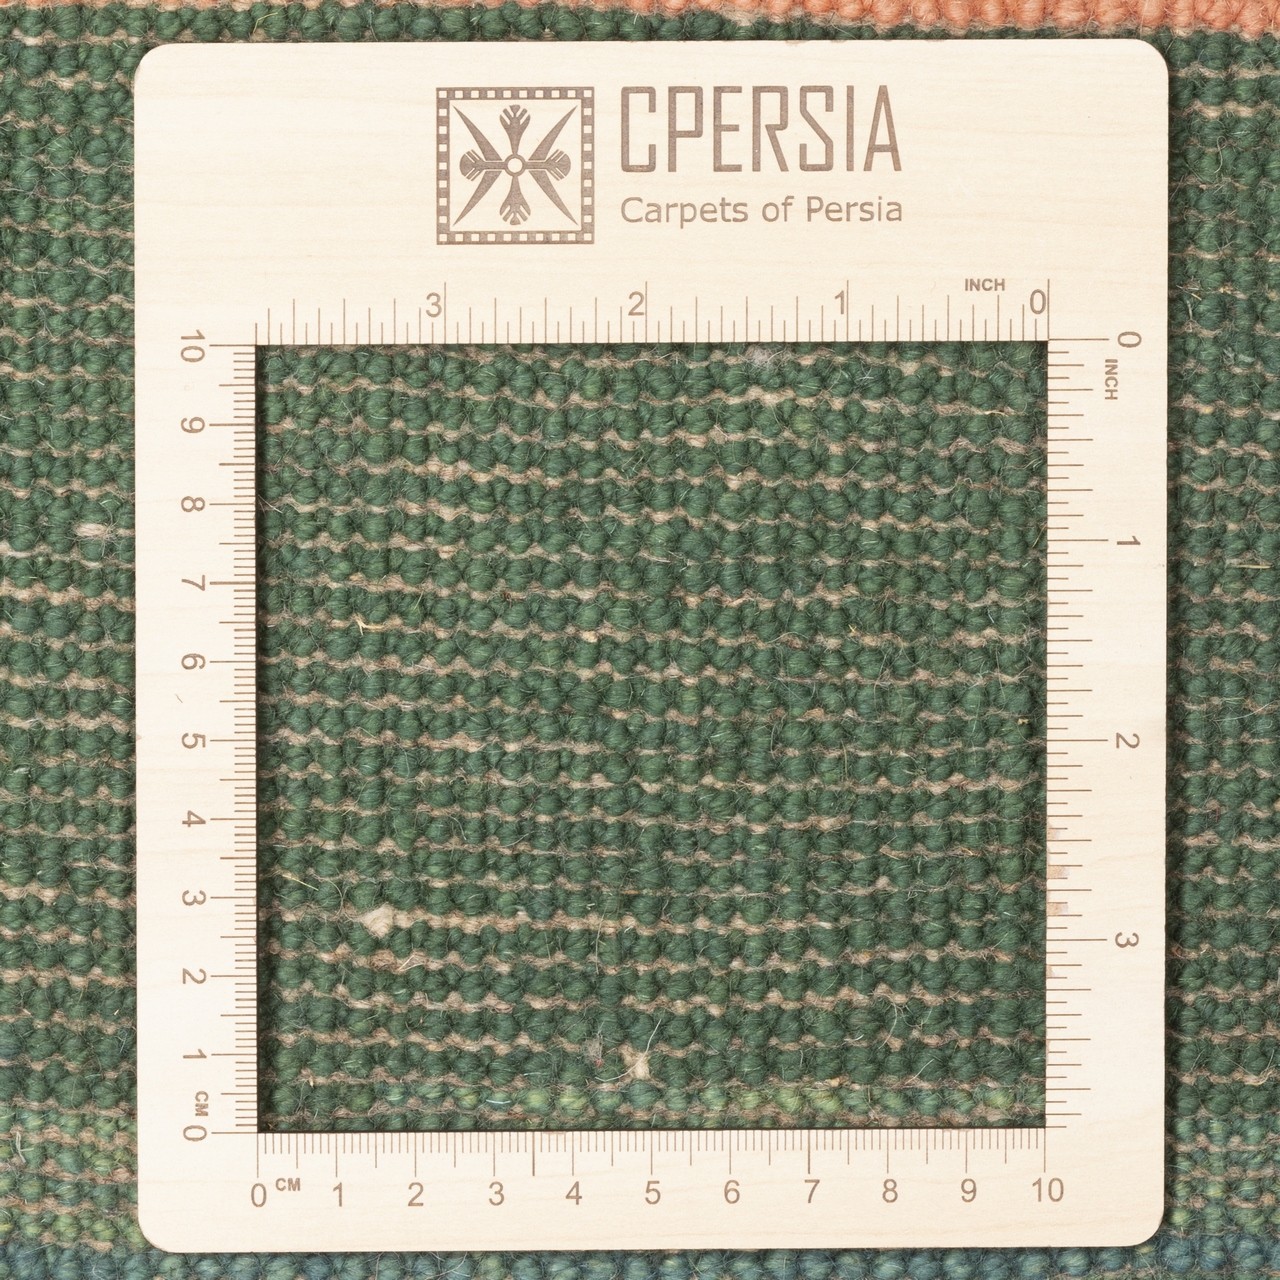 CPERSIA
Carpets of Persia
INCH
3 2 1 0
10 9 8 7 6 5 4 3 2 1 CM 0
0 INCH 1 2 3
0 CM 1 2 3 4 5 6 7 8 9 10